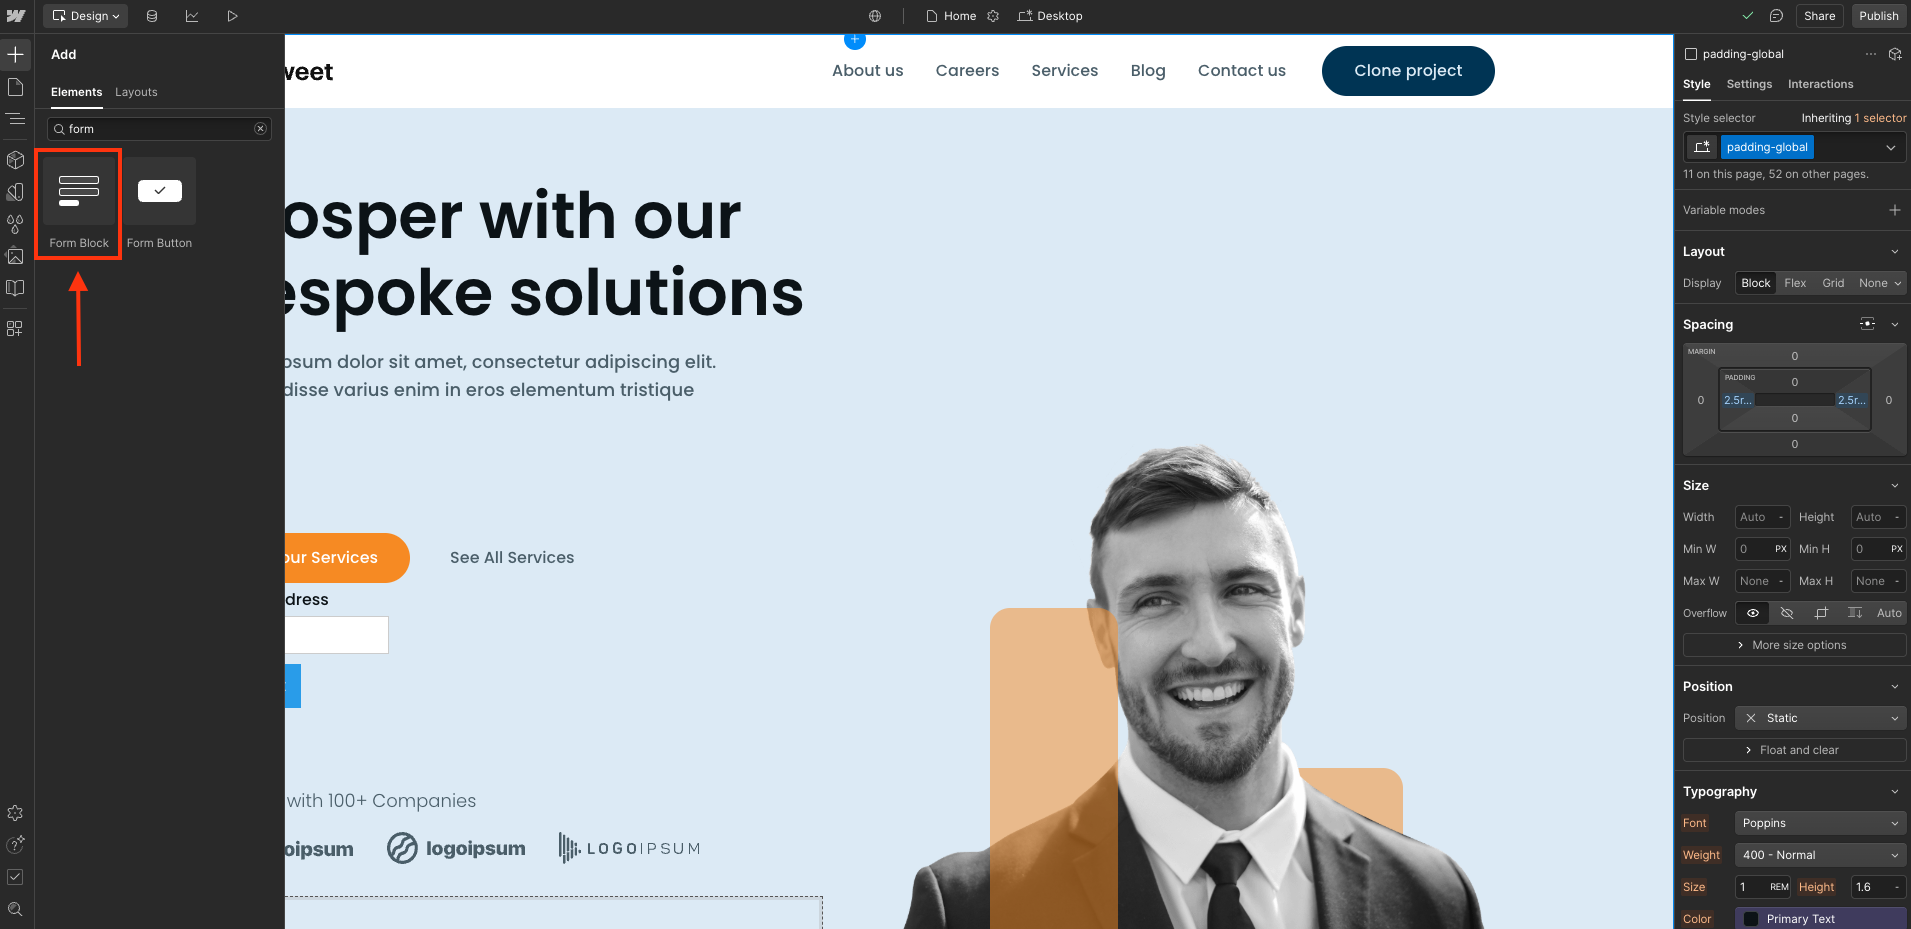 Design
Home
Desktop
Share
Publish
Add
Elements
Layouts
form
Form Block
Form Button
weet
About us
Careers
Services
Blog
Contact us
Clone project
osper with our
espoke solutions
psum dolor sit amet, consectetur adipiscing elit.
disse varius enim in eros elementum tristique
our Services
See All Services
dress
with 100+ Companies
oipsum
logoipsum
LOGOIPSUM
padding-global
Style
Settings
Interactions
Style selector
Inheriting 1 selector
padding-global
11 on this page, 52 on other pages.
Variable modes
Layout
Display
Block
Flex
Grid
None
Spacing
MARGIN
0
PADDING
0
0
2.5r...
2.5r...
0
0
0
Size
Width
Auto
-
Height
Auto
-
Min W
0
PX
Min H
0
PX
Max W
None
-
Max H
None
-
Overflow
Auto
More size options
Position
Position
Static
Float and clear
Typography
Font
Poppins
Weight
400 - Normal
Size
1
REM
Height
1.6
-
Color
Primary Text